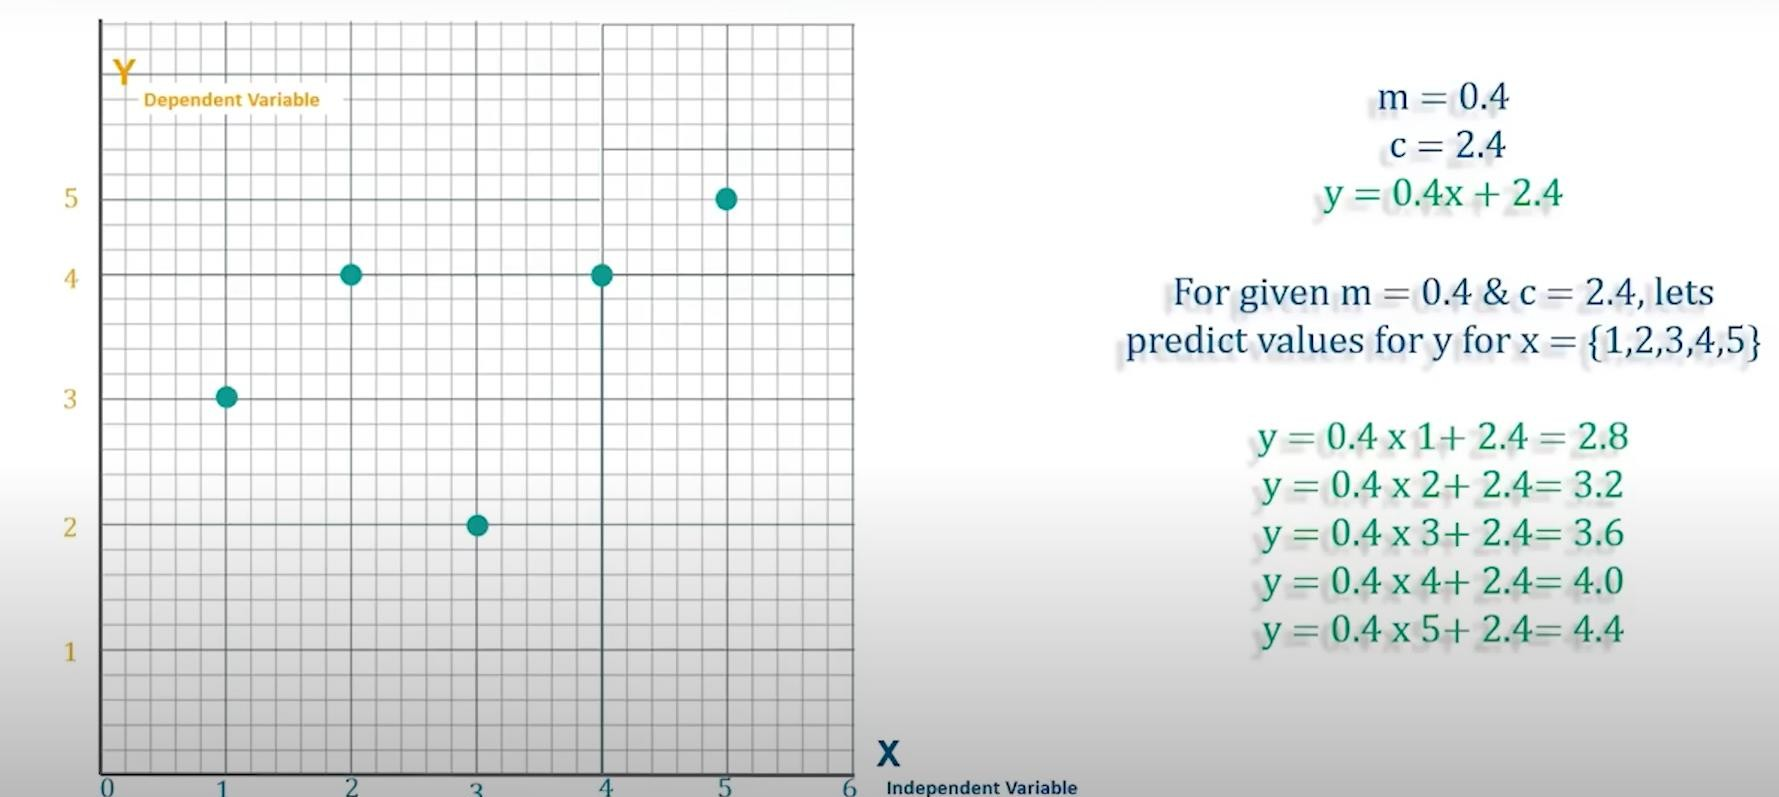 Y
Dependent Variable
5
4
3
2
1
0 1 2 3 4 5 6
X
Independent Variable
m = 0.4
c = 2.4
y = 0.4x + 2.4
For given m = 0.4 & c = 2.4, lets
predict values for y for x = {1,2,3,4,5}
y = 0.4 x 1+ 2.4 = 2.8
y = 0.4 x 2+ 2.4= 3.2
y = 0.4 x 3+ 2.4= 3.6
y = 0.4 x 4+ 2.4= 4.0
y = 0.4 x 5+ 2.4= 4.4